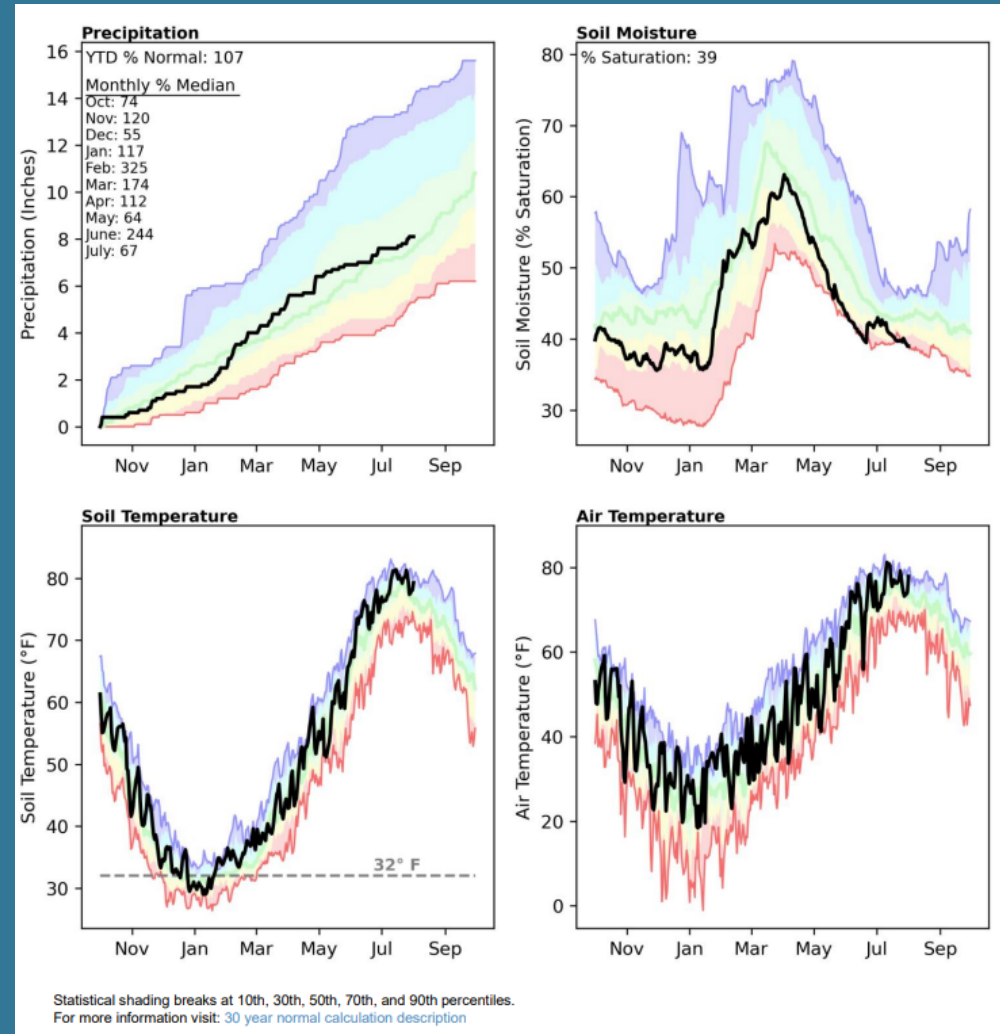 Precipitation
16
14
12
10
8
6
4
2
0
Precipitation (Inches)
YTD % Normal: 107
Monthly % Median
Oct: 74
Nov: 120
Dec: 55
Jan: 117
Feb: 325
Mar: 174
Apr: 112
May: 64
June: 244
July: 67
Nov Jan Mar May Jul Sep
Soil Moisture
80
70
60
50
40
30
Soil Moisture (% Saturation)
% Saturation: 39
Nov Jan Mar May Jul Sep
Soil Temperature
80
70
60
50
40
30
Soil Temperature (°F)
32° F
Nov Jan Mar May Jul Sep
Air Temperature
80
60
40
20
0
Air Temperature (°F)
Nov Jan Mar May Jul Sep
Statistical shading breaks at 10th, 30th, 50th, 70th, and 90th percentiles.
For more information visit: 30 year normal calculation description